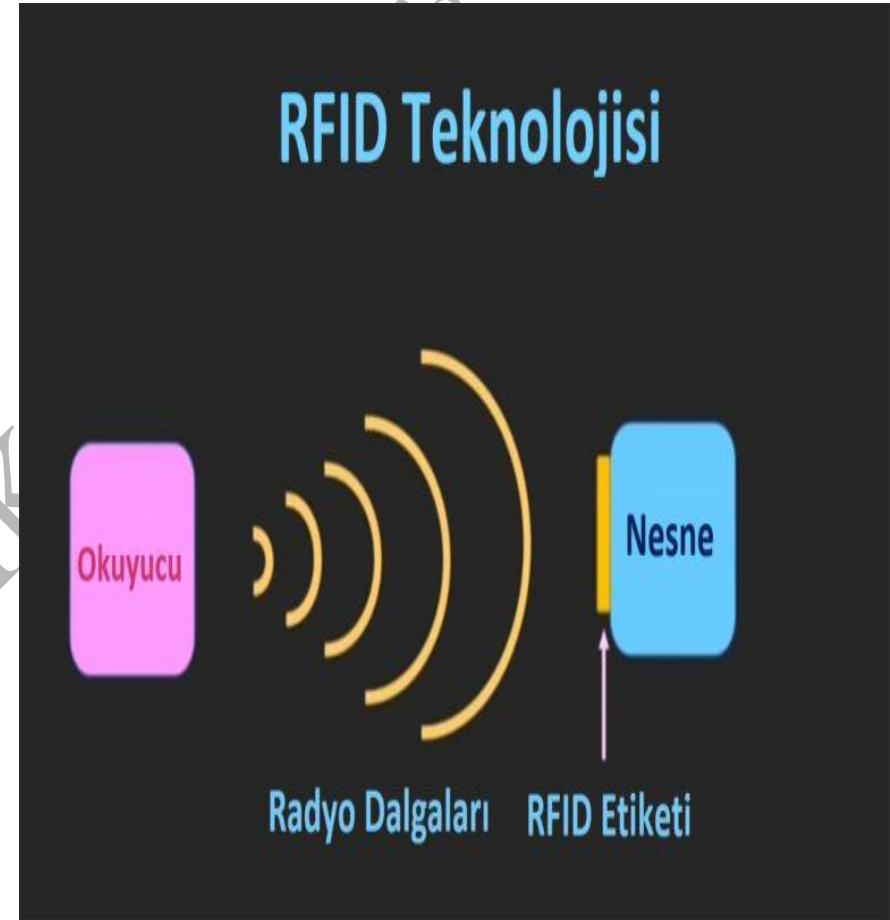 RFID Teknolojisi
Okuyucu
Nesne
Radyo Dalgaları
RFID Etiketi